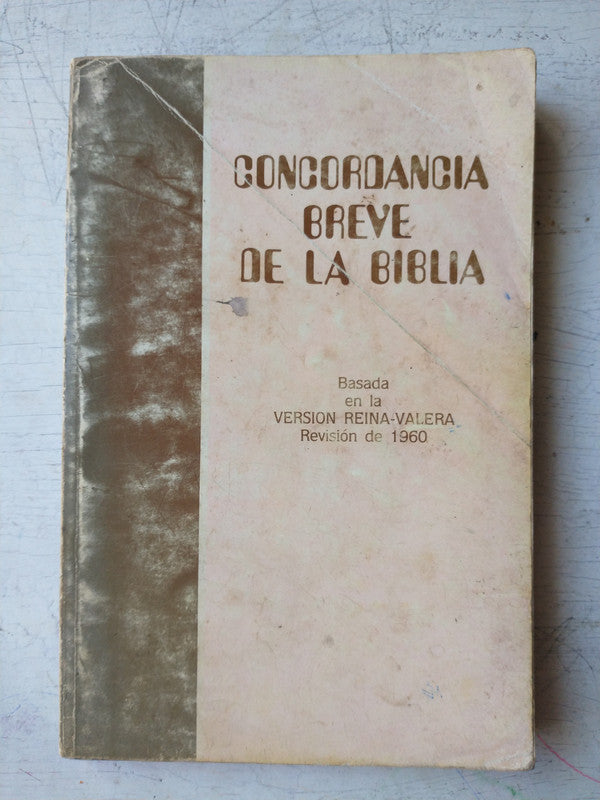 CONCORDANCIA
BREVE
DE LA BIBLIA
Basada
en la
VERSION REINA-VALERA
Revisión de 1960